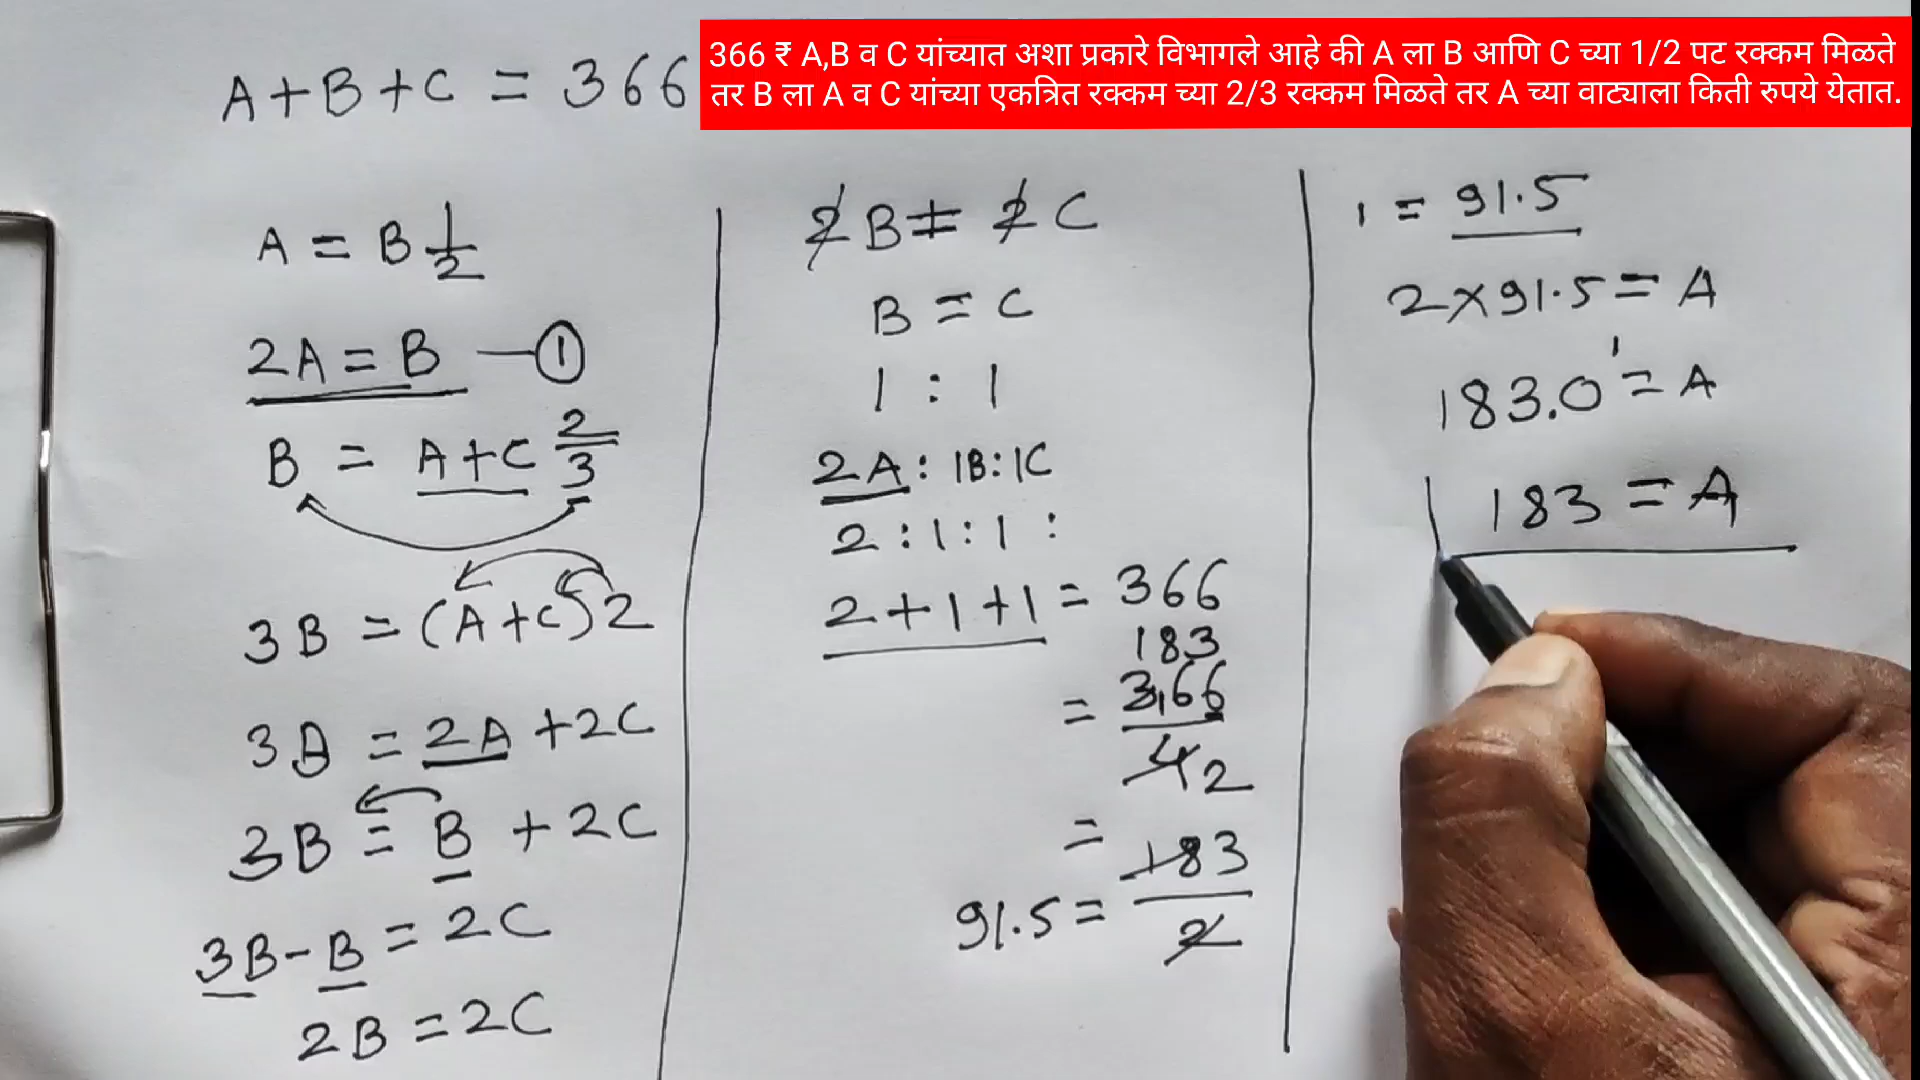 366 ₹ A,B व C यांच्यात अशा प्रकारे विभागले आहे की A ला B आणि C च्या 1/2 पट रक्कम मिळते
तर B ला A व C यांच्या एकत्रित रक्कम च्या 2/3 रक्कम मिळते तर A च्या वाट्याला किती रुपये येतात.
A+B+C = 366
A = B 1/2
2A = B —①
B = A+C 2/3
3B = (A+C)2
3B = 2A +2C
3B = B + 2C
3B-B = 2C
2B = 2C
2B = 2C
B = C
1 : 1
2A : 1B : 1C
2 : 1 : 1 :
2+1+1 = 366
183
= 366
42
= 183
91.5 =
2
1 = 91.5
2×91.5 = A
183.0 = A
183 = A